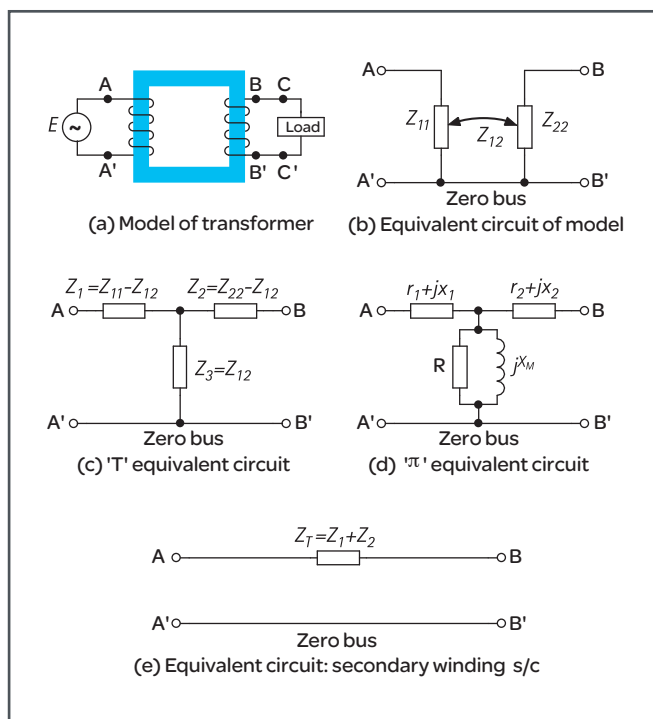 A B C
E ~ Load
A' B' C'
(a) Model of transformer
A B
Z11 Z12 Z22
A' B'
Zero bus
(b) Equivalent circuit of model
Z1 =Z11-Z12 Z2=Z22-Z12
A B
Z3=Z12
A' B'
Zero bus
(c) 'T' equivalent circuit
r1+jx1 r2+jx2
A B
R jXM
A' B'
Zero bus
(d) 'π' equivalent circuit
ZT=Z1+Z2
A B
A' B'
Zero bus
(e) Equivalent circuit: secondary winding s/c